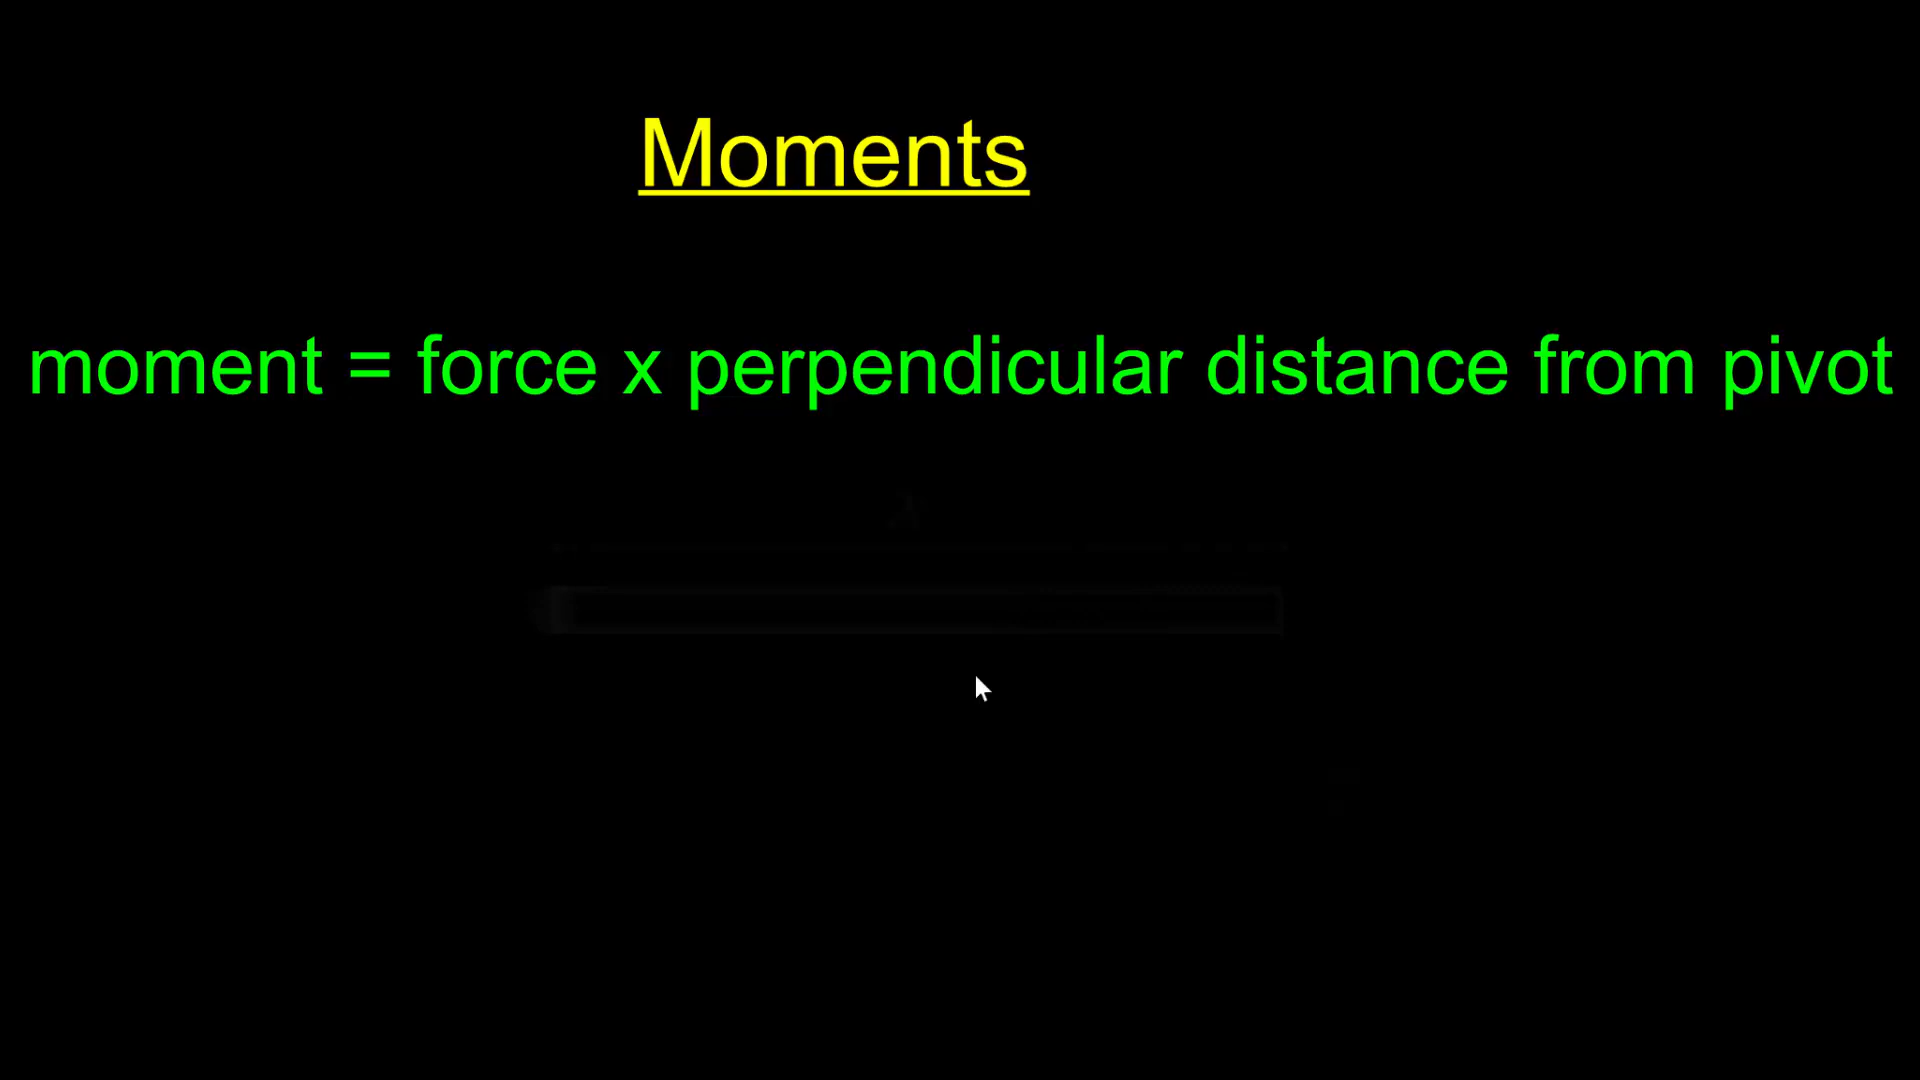 Moments
moment = force x perpendicular distance from pivot